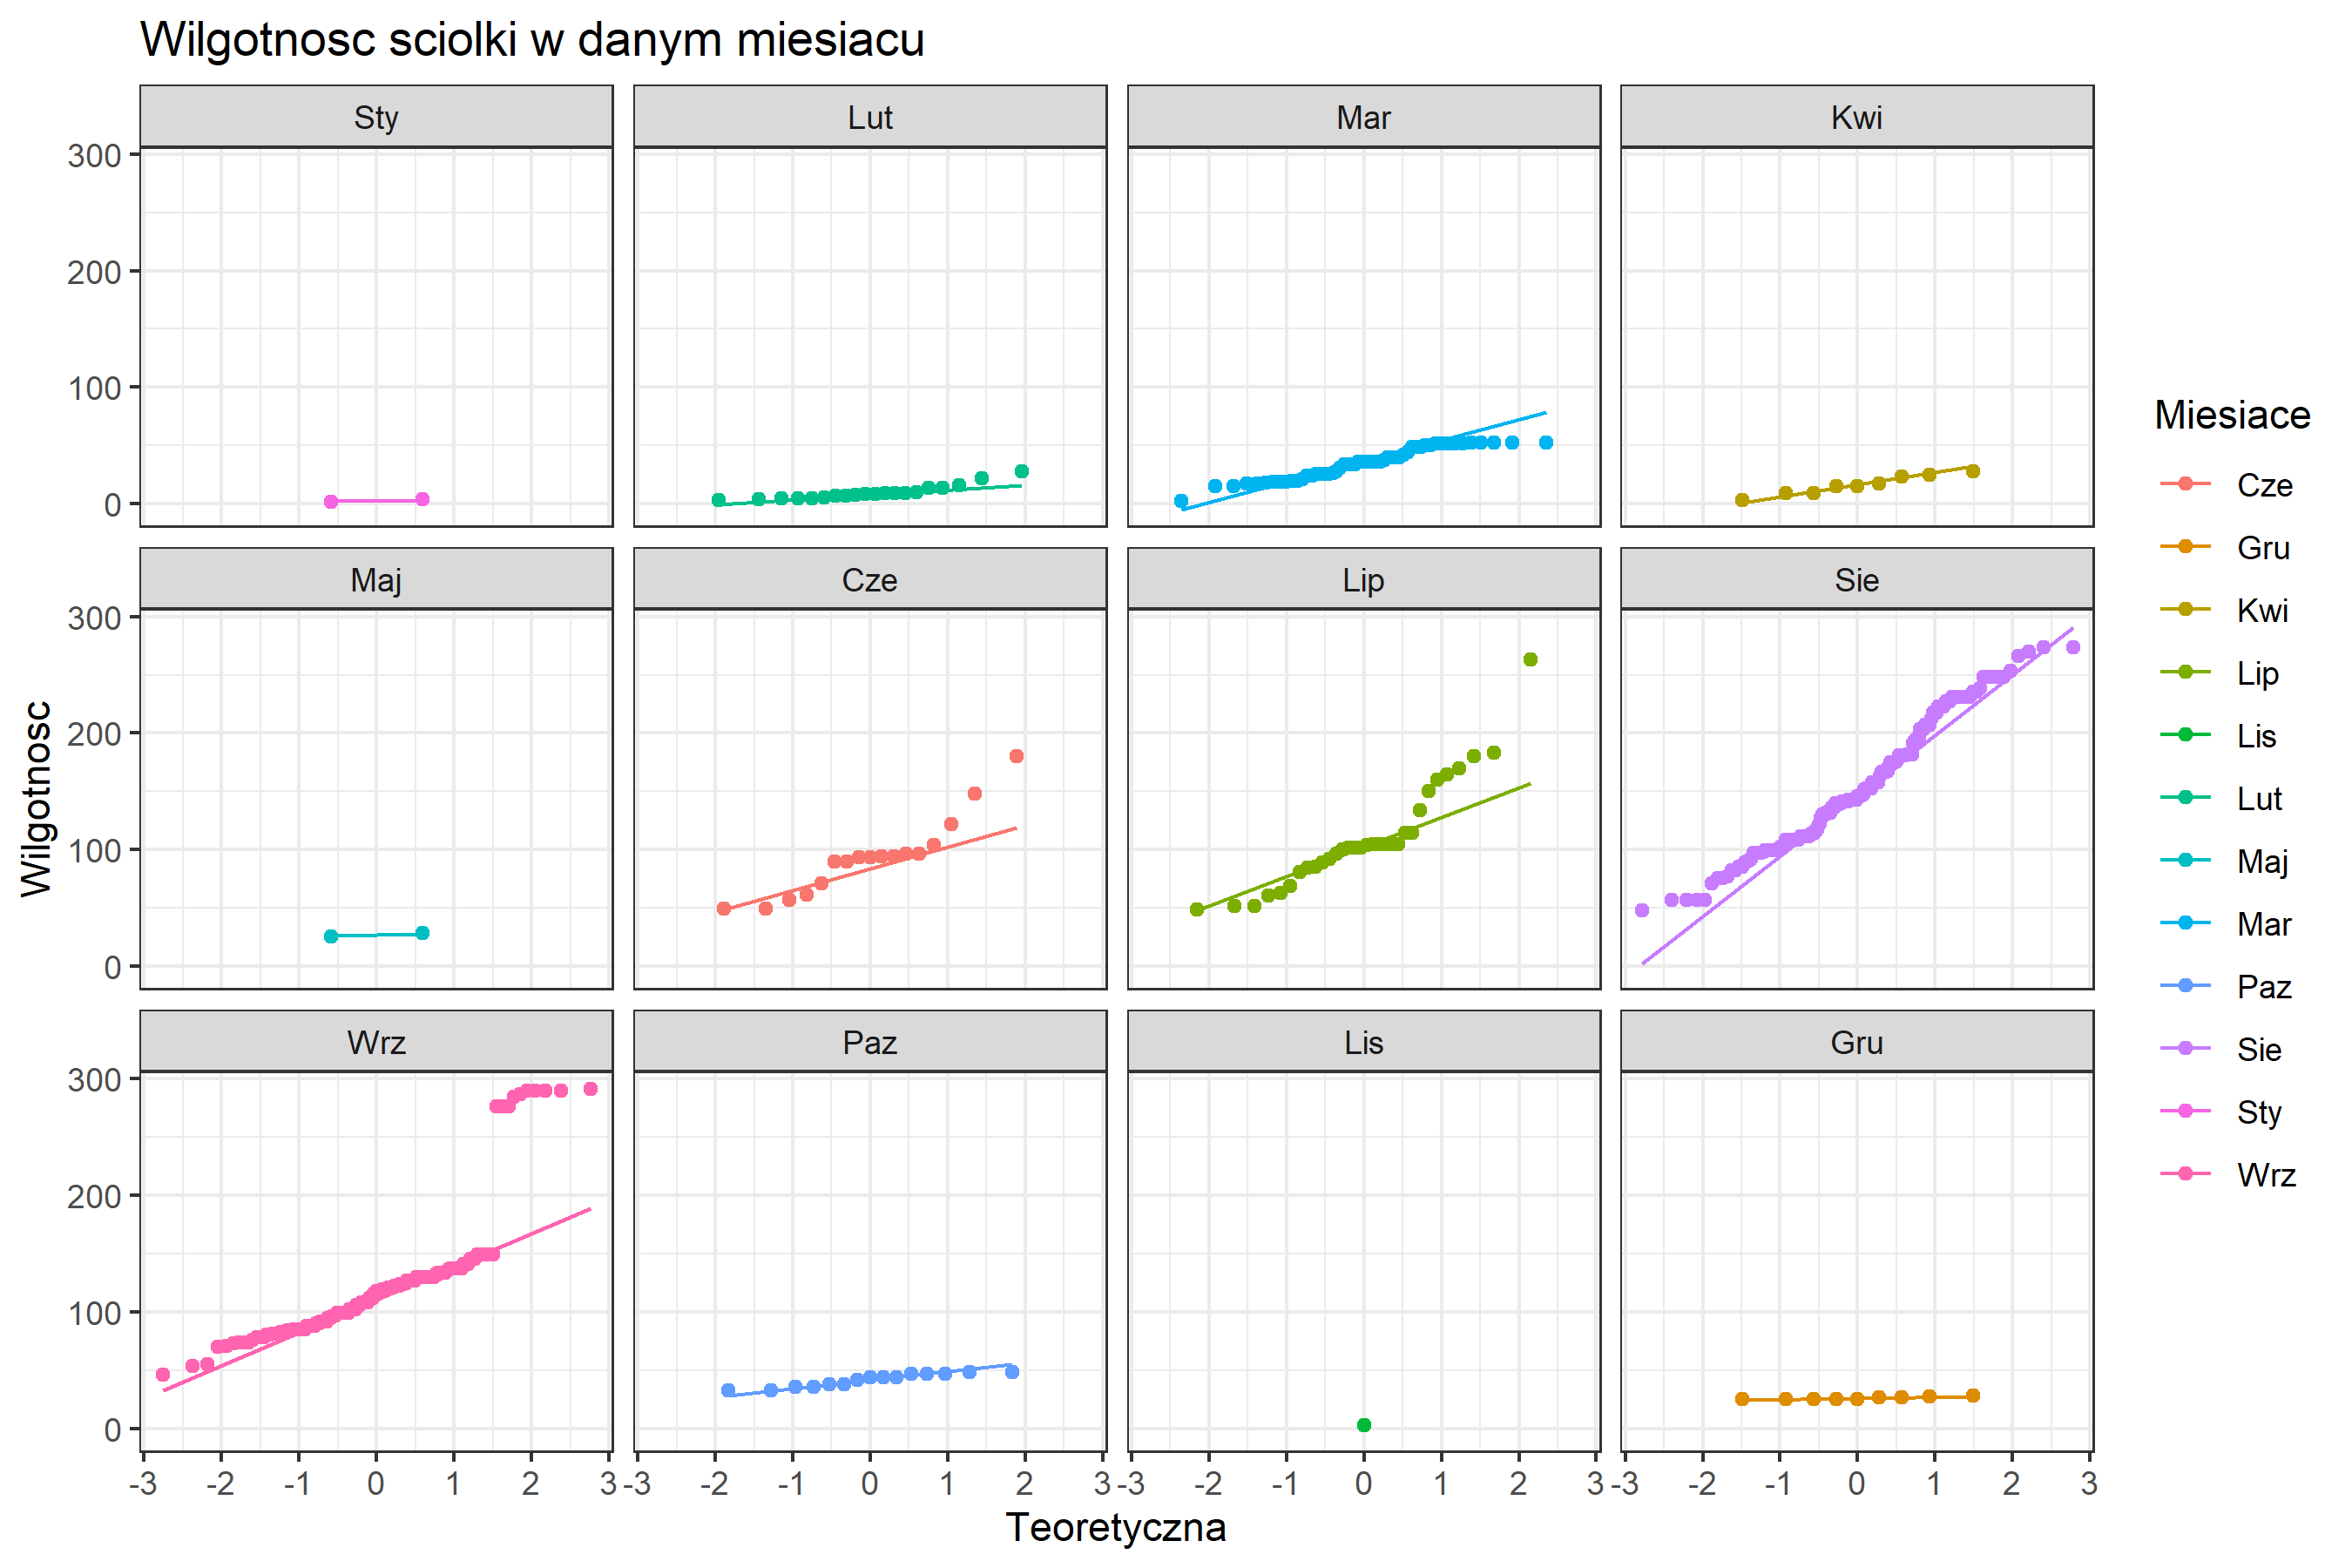 Wilgotnosc sciolki w danym miesiacu
Sty Lut Mar Kwi
300
200
100
0
Maj Cze Lip Sie
300
200
100
0
Wrz Paz Lis Gru
300
200
100
0
-3 -2 -1 0 1 2 3 -3 -2 -1 0 1 2 3 -3 -2 -1 0 1 2 3 -3 -2 -1 0 1 2 3
Teoretyczna
Wilgotnosc
Miesiace
Cze
Gru
Kwi
Lip
Lis
Lut
Maj
Mar
Paz
Sie
Sty
Wrz